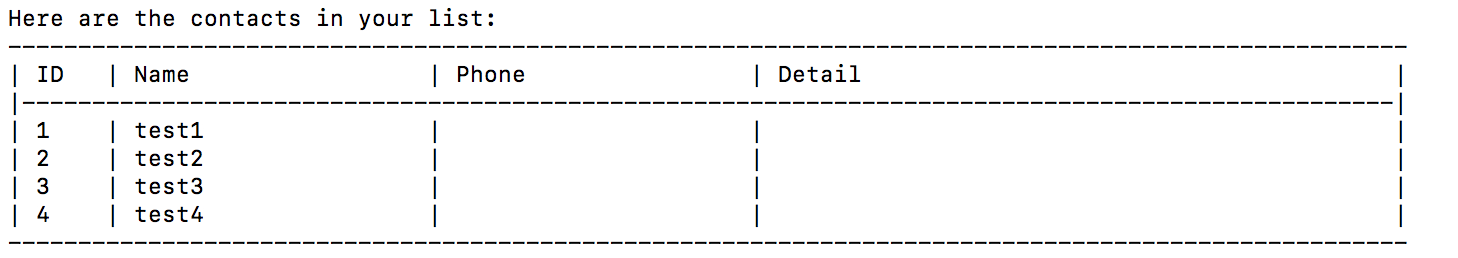 Here are the contacts in your list:
----------------------------------------------------------------------------------------------------
| ID   | Name                 | Phone                | Detail                                      |
|--------------------------------------------------------------------------------------------------|
| 1    | test1                |                      |                                             |
| 2    | test2                |                      |                                             |
| 3    | test3                |                      |                                             |
| 4    | test4                |                      |                                             |
----------------------------------------------------------------------------------------------------